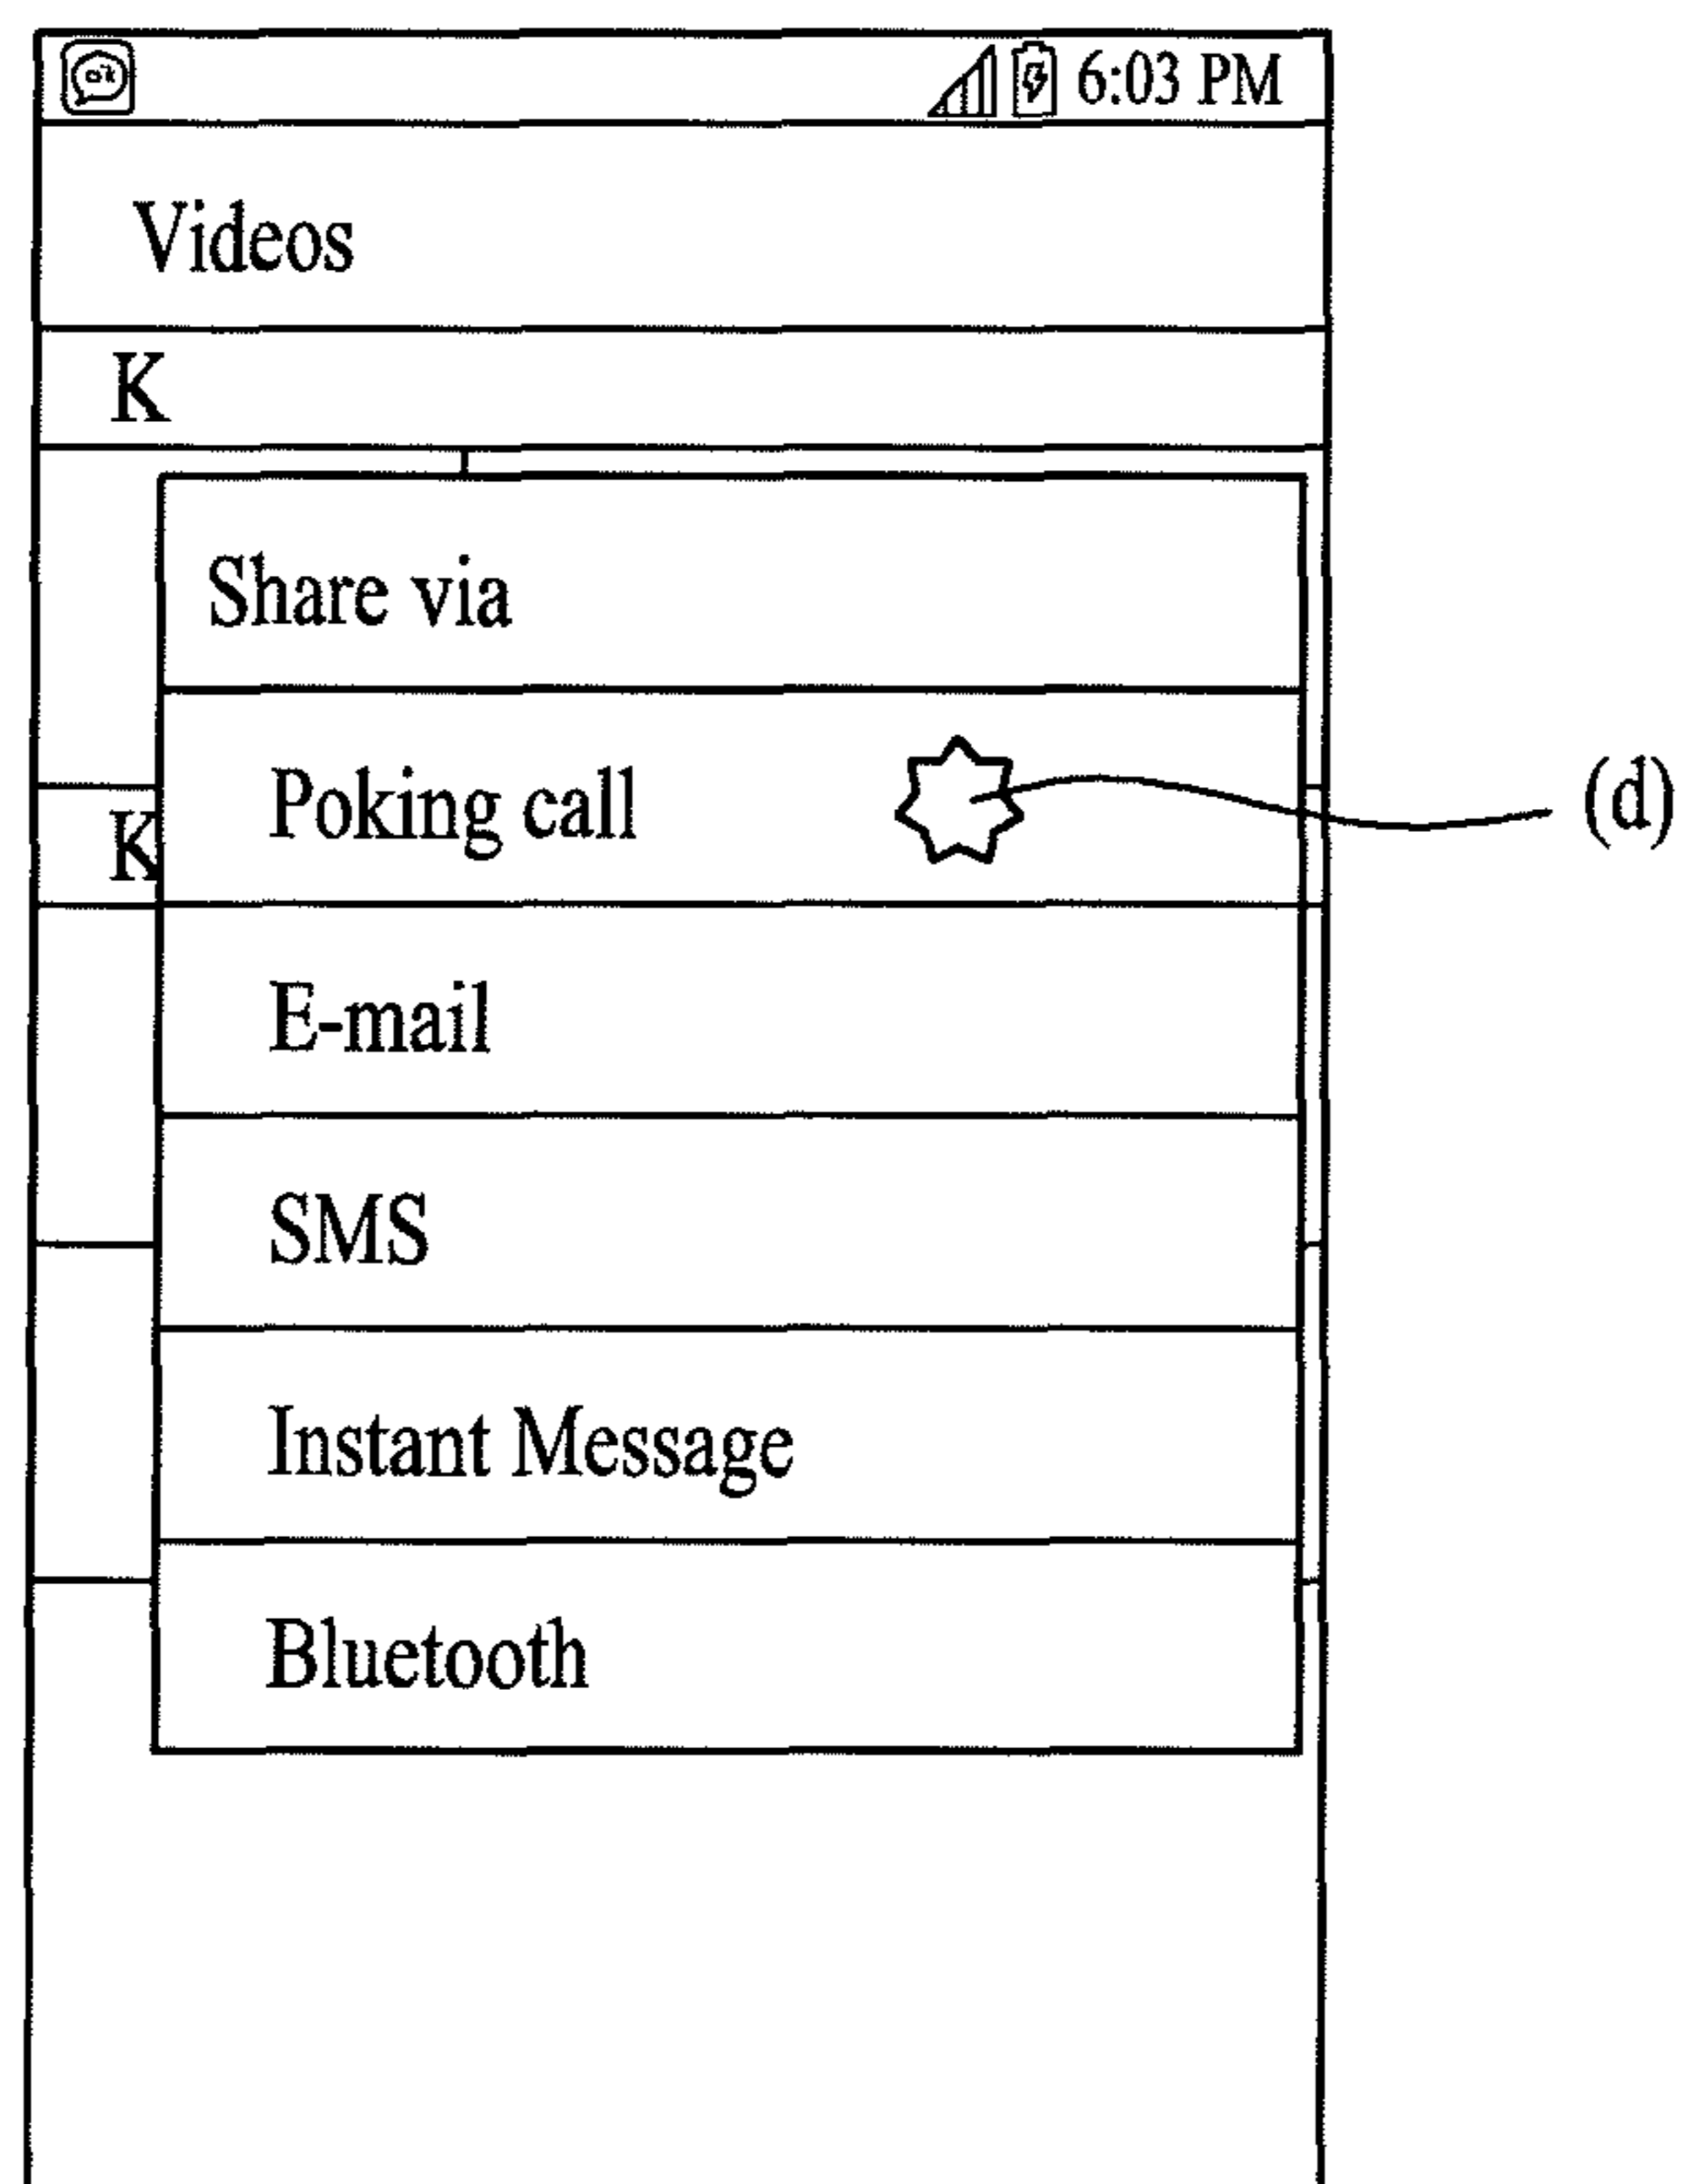 6:03 PM
Videos
K
Share via
Poking call
(d)
K
E-mail
SMS
Instant Message
Bluetooth